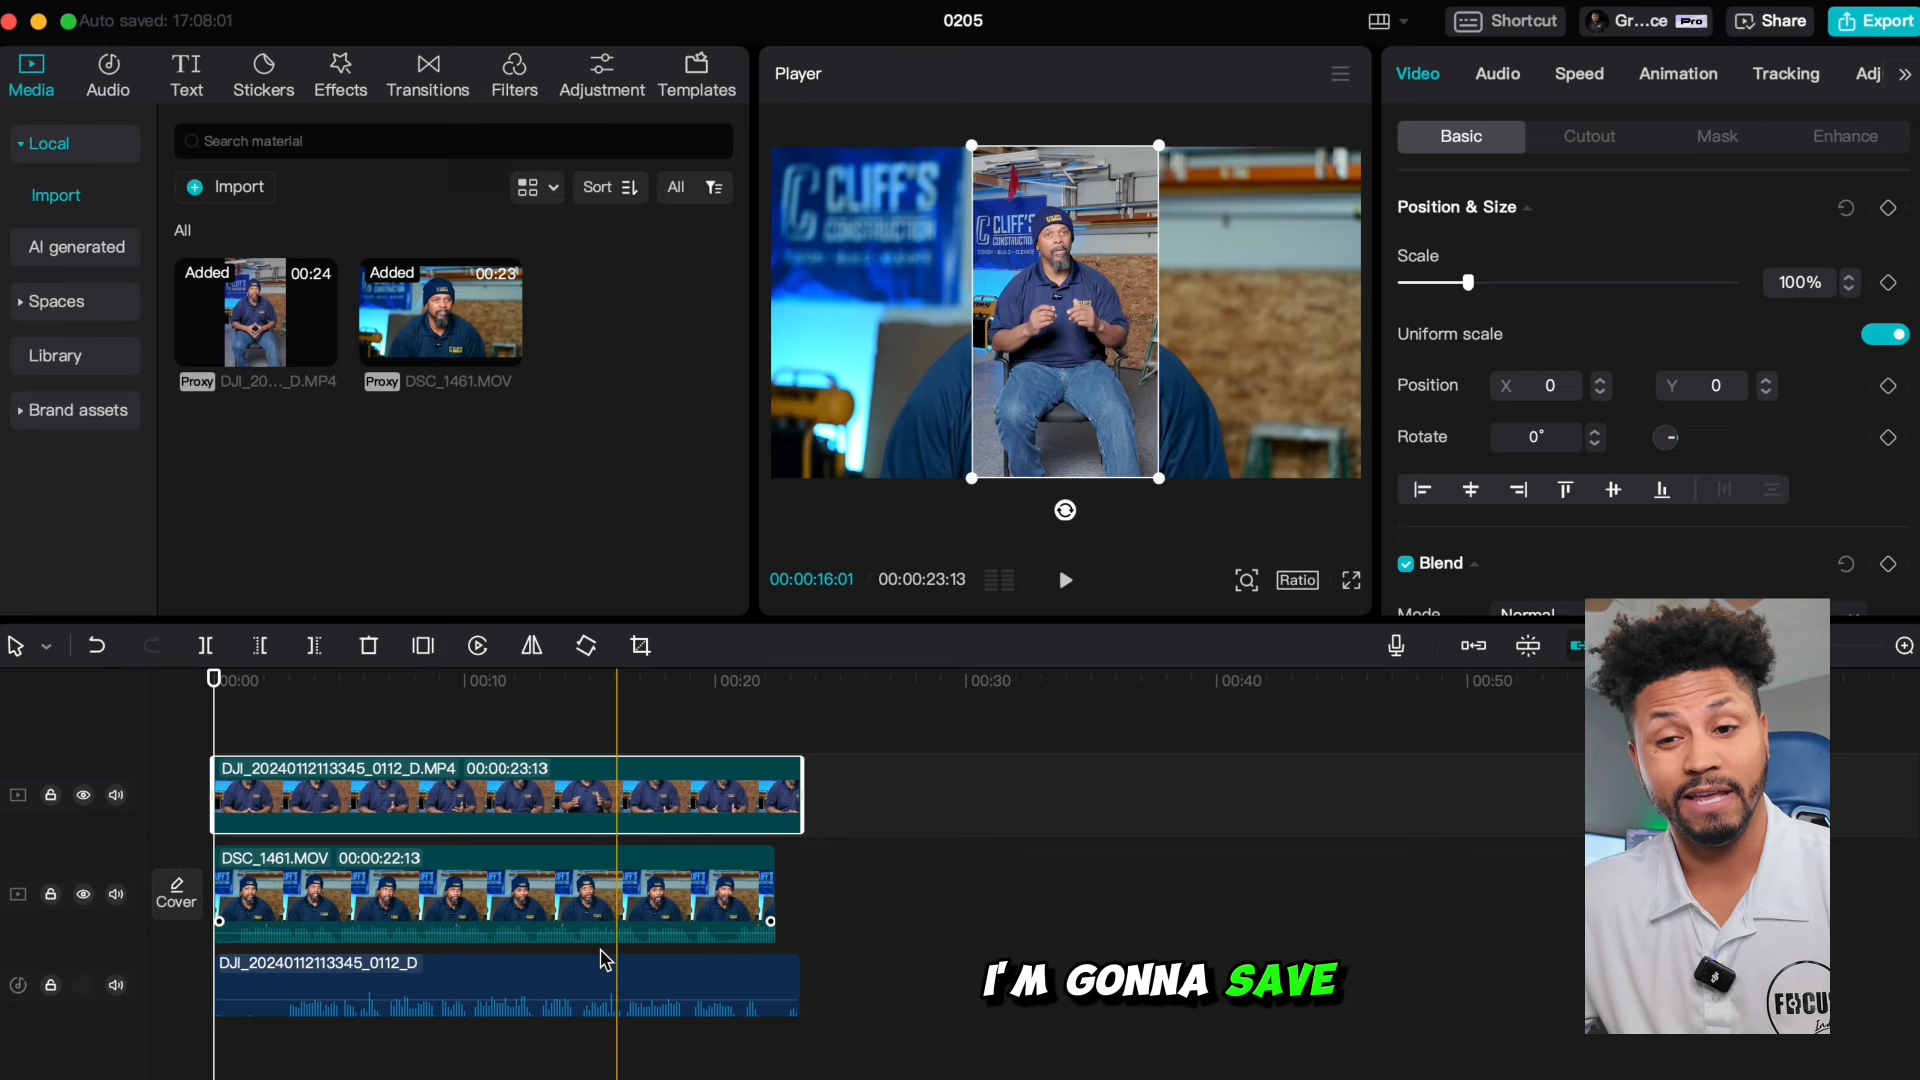 Auto saved: 17:08:01
0205
Shortcut
Gr...ce Pro
Share
Export
Media
Audio
Text
Stickers
Effects
Transitions
Filters
Adjustment
Templates
Local
Import
AI generated
Spaces
Library
Brand assets
Search material
Import
Sort
All
All
Added 00:24
Added 00:23
Proxy DJI_20..._D.MP4
Proxy DSC_1461.MOV
Player
CLIFF'S
CONSTRUCTION
CLIFF'S
CONSTRUCTION
00:00:16:01 / 00:00:23:13
Ratio
Video
Audio
Speed
Animation
Tracking
Adj
Basic
Cutout
Mask
Enhance
Position & Size
Scale
100%
Uniform scale
Position X 0 Y 0
Rotate 0°
Blend
Mode Normal
00:00
00:10
00:20
00:30
00:40
00:50
DJI_20240112113345_0112_D.MP4 00:00:23:13
Cover
DSC_1461.MOV 00:00:22:13
DJI_20240112113345_0112_D
I'M GONNA SAVE
FOCUS